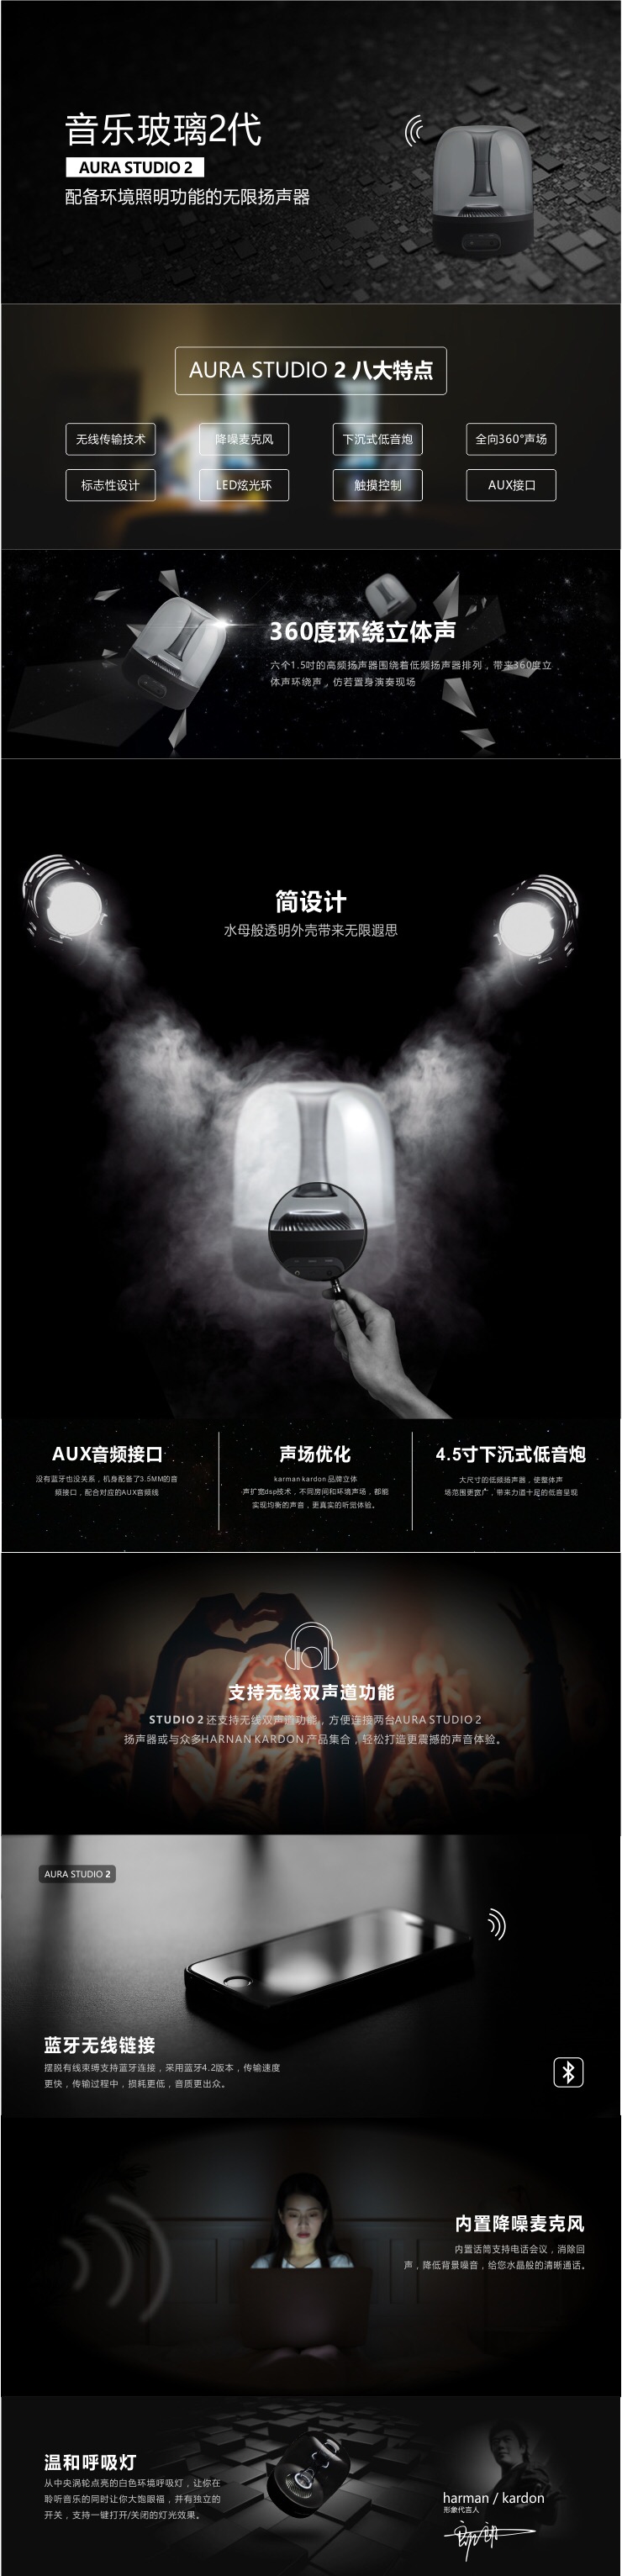 音乐玻璃2代
AURA STUDIO 2
配备环境照明功能的无限扬声器
AURA STUDIO 2 八大特点
无线传输技术
降噪麦克风
下沉式低音炮
全向360°声场
标志性设计
LED炫光环
触摸控制
AUX接口
360度环绕立体声
六个1.5吋的高频扬声器围绕着低频扬声器排列，带来360度立
体声环绕声，仿若置身演奏现场
简设计
水母般透明外壳带来无限遐思
AUX音频接口
没有蓝牙也没关系，机身配备了3.5MM的音
频接口，配合对应的AUX音频线
声场优化
karman kardon 品牌立体
声扩宽dsp技术，不同房间和环境声场，都能
实现均衡的声音，更真实的听觉体验。
4.5寸下沉式低音炮
大尺寸的低频扬声器，使整体声
场范围更宽广，带来力道十足的低音呈现
支持无线双声道功能
STUDIO 2 还支持无线双声道功能，方便连接两台AURA STUDIO 2
扬声器或与众多HARNAN KARDON 产品集合，轻松打造更震撼的声音体验。
AURA STUDIO 2
蓝牙无线链接
摆脱有线束缚支持蓝牙连接，采用蓝牙4.2版本，传输速度
更快，传输过程中，损耗更低，音质更出众。
内置降噪麦克风
内置话筒支持电话会议，消除回
声，降低背景噪音，给您水晶般的清晰通话。
温和呼吸灯
从中央涡轮点亮的白色环境呼吸灯，让你在
聆听音乐的同时让你大饱眼福，并有独立的
开关，支持一键打开/关闭的灯光效果。
harman / kardon
形象代言人